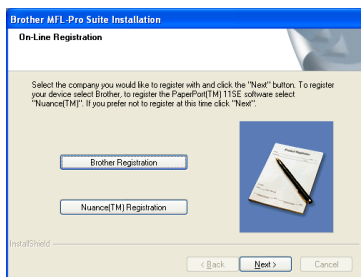 Brother MFL-Pro Suite Installation
On-Line Registration
Select the company you would like to register with and click the "Next" button. To register
your device select Brother, to register the PaperPort(TM) 11SE software select
"Nuance(TM)". If you prefer not to register at this time click "Next".
Brother Registration
Nuance(TM) Registration
InstallShield
< Back
Next >
Cancel